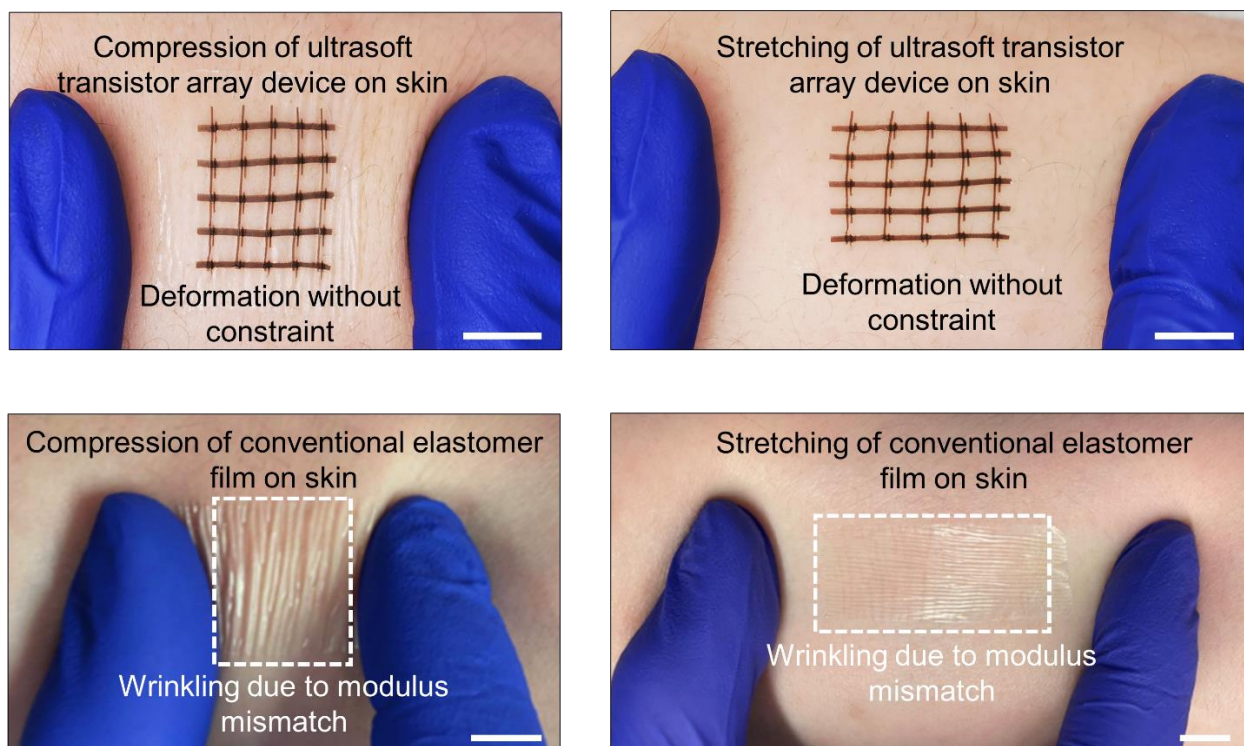 Compression of ultrasoft
transistor array device on skin
Deformation without
constraint
Stretching of ultrasoft transistor
array device on skin
Deformation without
constraint
Compression of conventional elastomer
film on skin
Wrinkling due to modulus
mismatch
Stretching of conventional elastomer
film on skin
Wrinkling due to modulus
mismatch